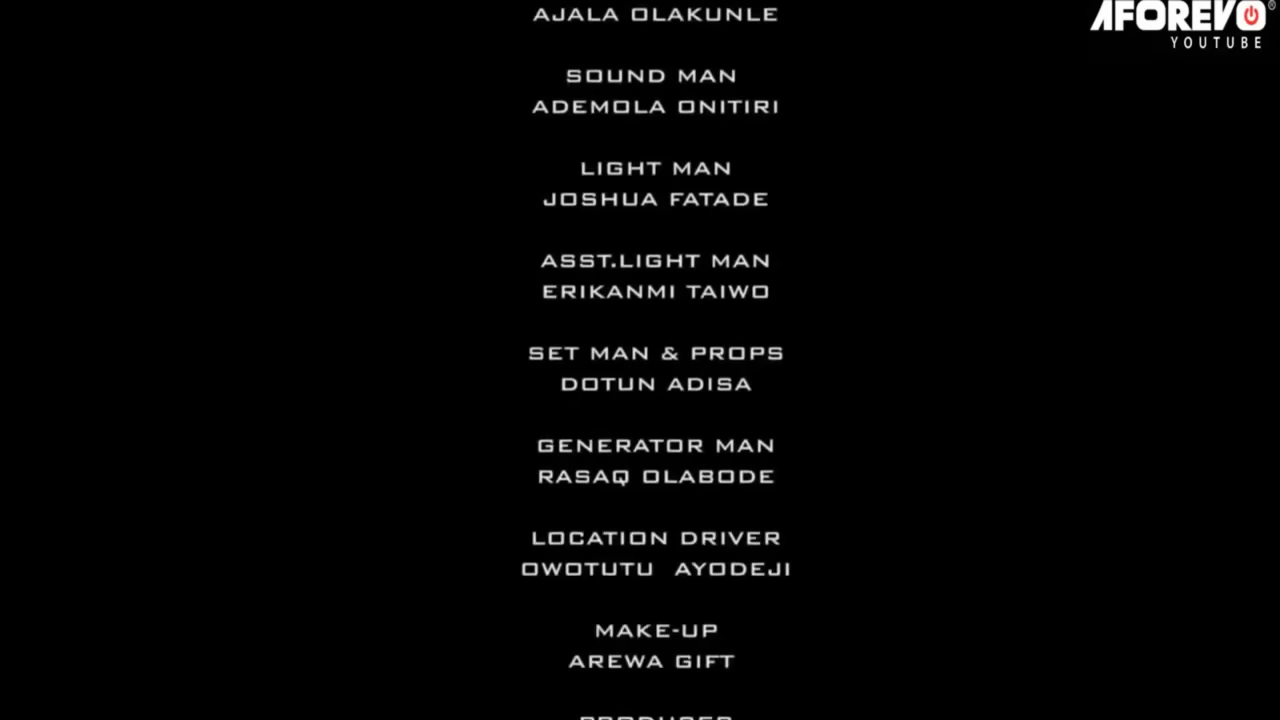 AJALA OLAKUNLE
AFOREVO
YOUTUBE
SOUND MAN
ADEMOLA ONITIRI
LIGHT MAN
JOSHUA FATADE
ASST.LIGHT MAN
ERIKANMI TAIWO
SET MAN & PROPS
DOTUN ADISA
GENERATOR MAN
RASAQ OLABODE
LOCATION DRIVER
OWOTUTU  AYODEJI
MAKE-UP
AREWA GIFT